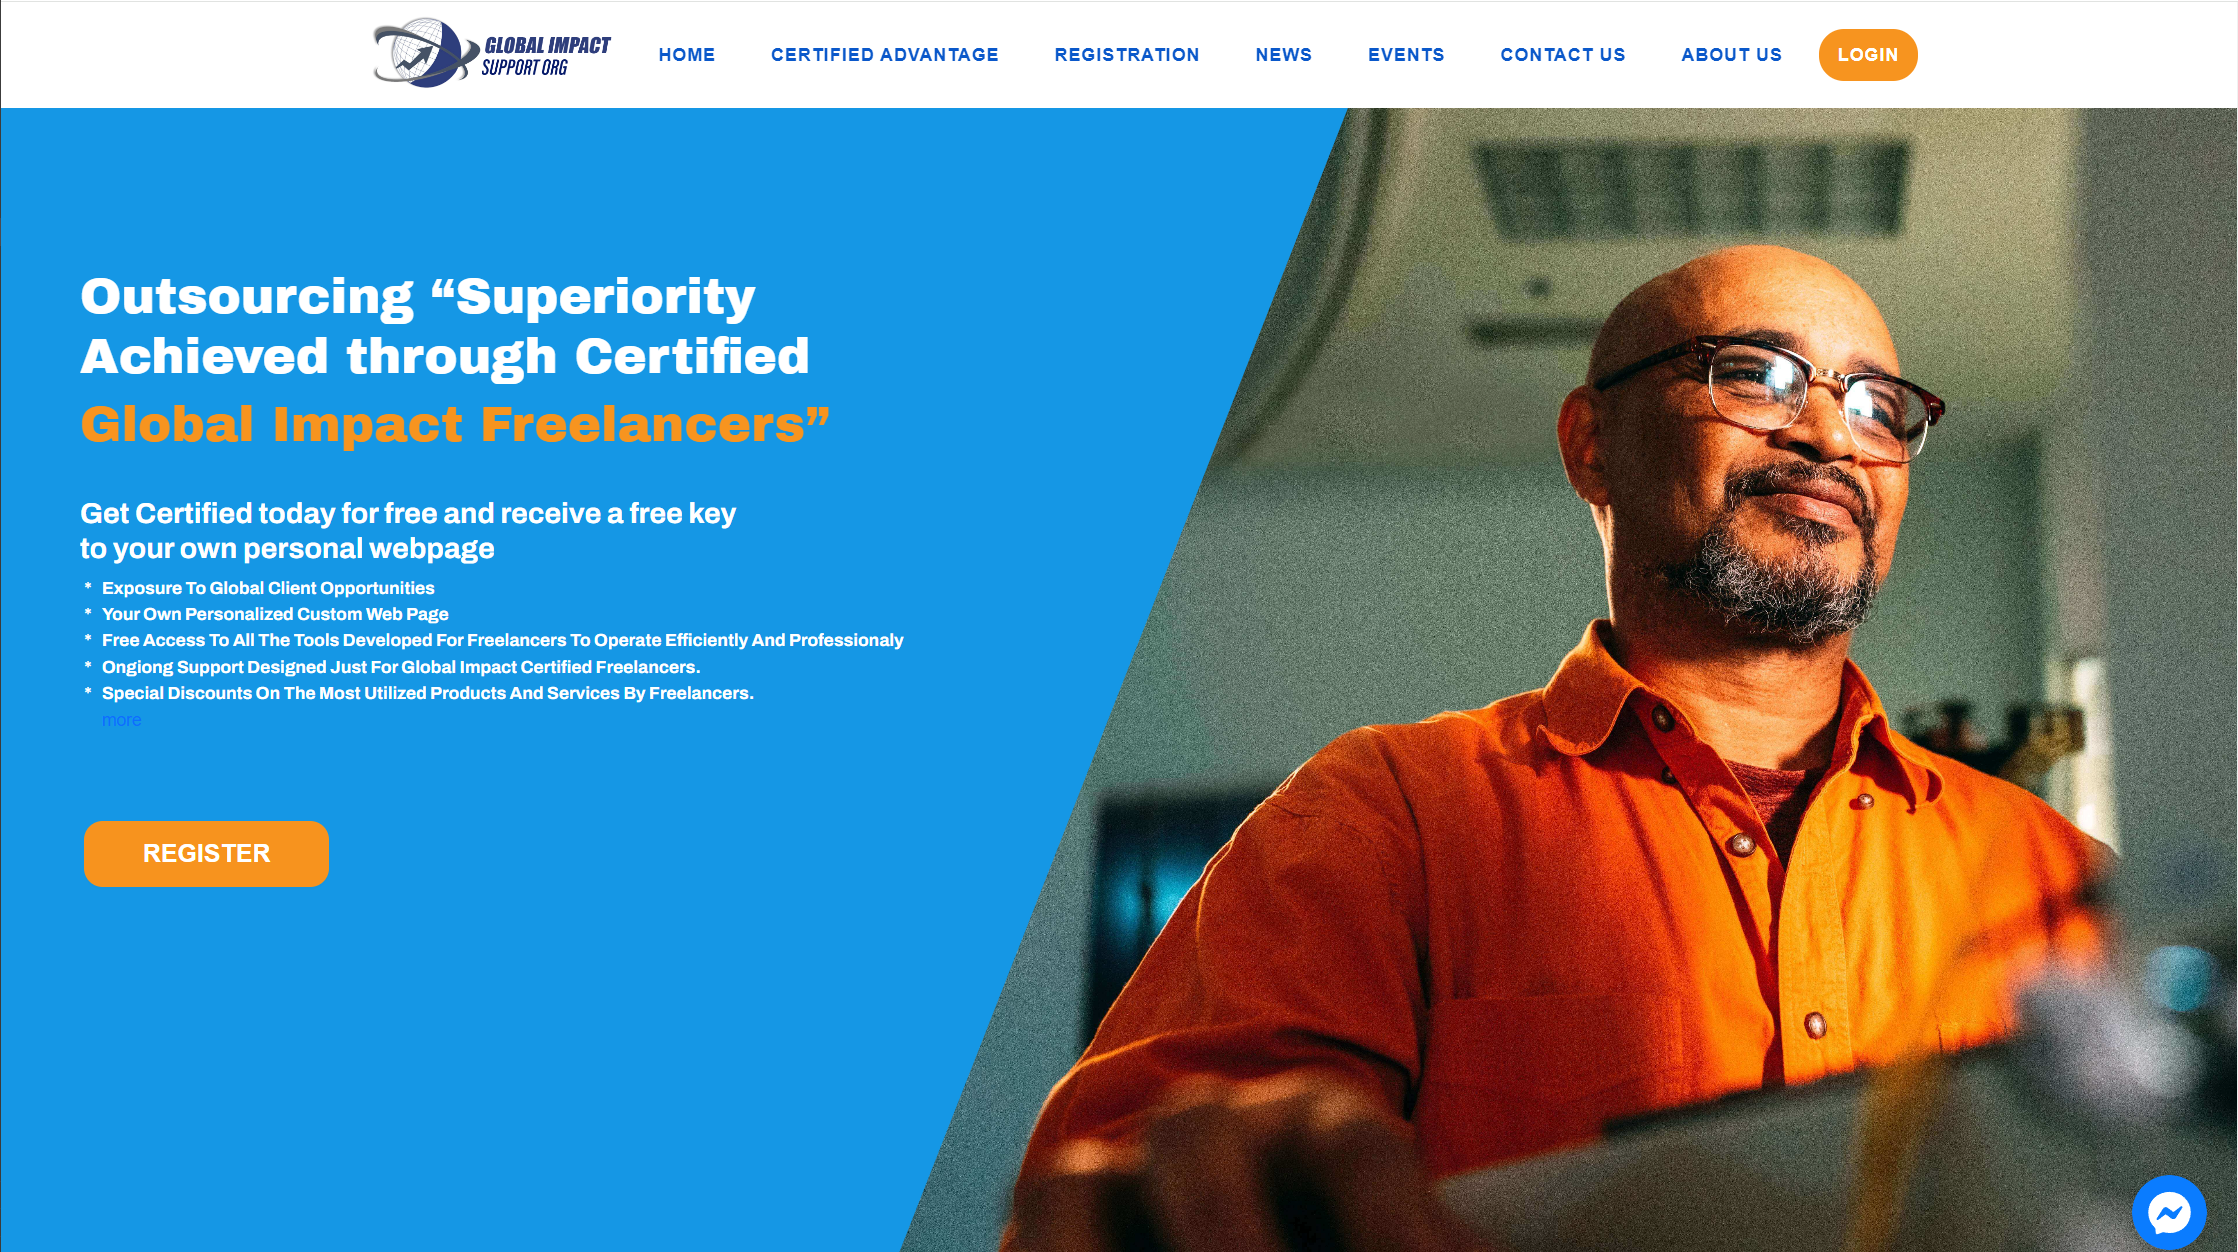 GLOBAL IMPACT
SUPPORT ORG
HOME
CERTIFIED ADVANTAGE
REGISTRATION
NEWS
EVENTS
CONTACT US
ABOUT US
LOGIN
Outsourcing “Superiority
Achieved through Certified
Global Impact Freelancers”
Get Certified today for free and receive a free key
to your own personal webpage
* Exposure To Global Client Opportunities
* Your Own Personalized Custom Web Page
* Free Access To All The Tools Developed For Freelancers To Operate Efficiently And Professionaly
* Ongiong Support Designed Just For Global Impact Certified Freelancers.
* Special Discounts On The Most Utilized Products And Services By Freelancers.
more
REGISTER